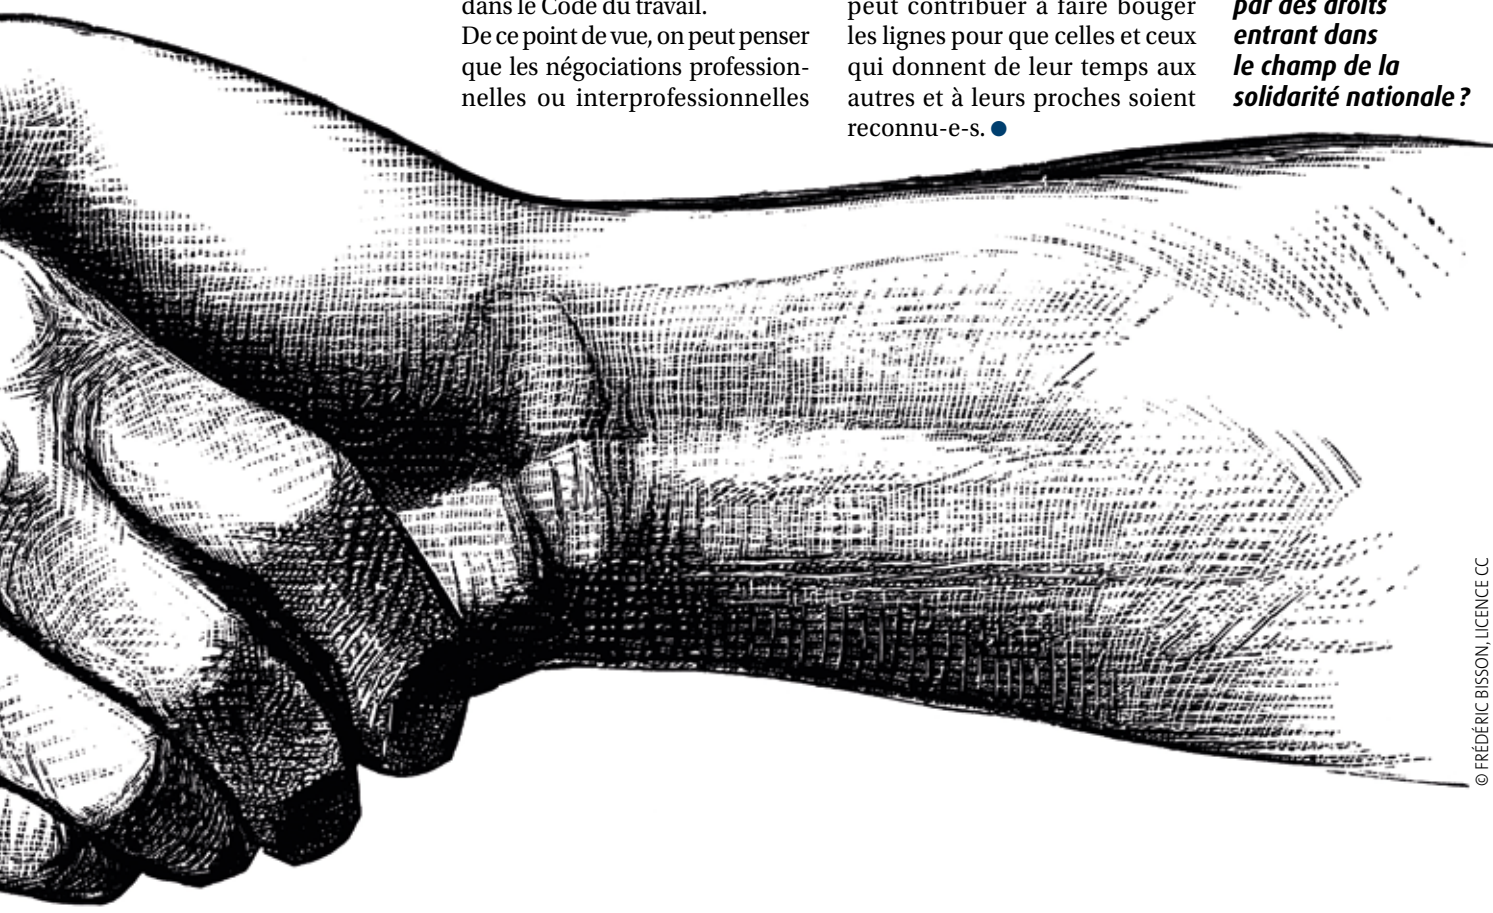 dans le Code du travail.
De ce point de vue, on peut penser
que les négociations profession-
nelles ou interprofessionnelles
peut contribuer à faire bouger
les lignes pour que celles et ceux
qui donnent de leur temps aux
autres et à leurs proches soient
reconnu-e-s. ●
par des droits
entrant dans
le champ de la
solidarité nationale ?
© FRÉDÉRIC BISSON, LICENCE CC